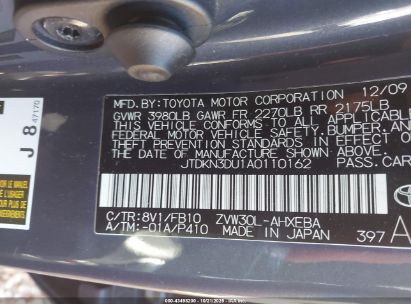 MFD. BY: TOYOTA MOTOR CORPORATION 12/09
GVWR 3980LB GAWR FR 2270LB RR 2175LB
THIS VEHICLE CONFORMS TO ALL APPLICABLE
FEDERAL MOTOR VEHICLE SAFETY, BUMPER, AND
THEFT PREVENTION STANDARDS IN EFFECT ON
THE DATE OF MANUFACTURE SHOWN ABOVE.
JTDKN3DU1A0110162 PASS. CAR
C/TR: 8V1/FB10 ZVW30L-AHXEBA
A/TM: -01A/P410 MADE IN JAPAN 397 A
J 8 47170